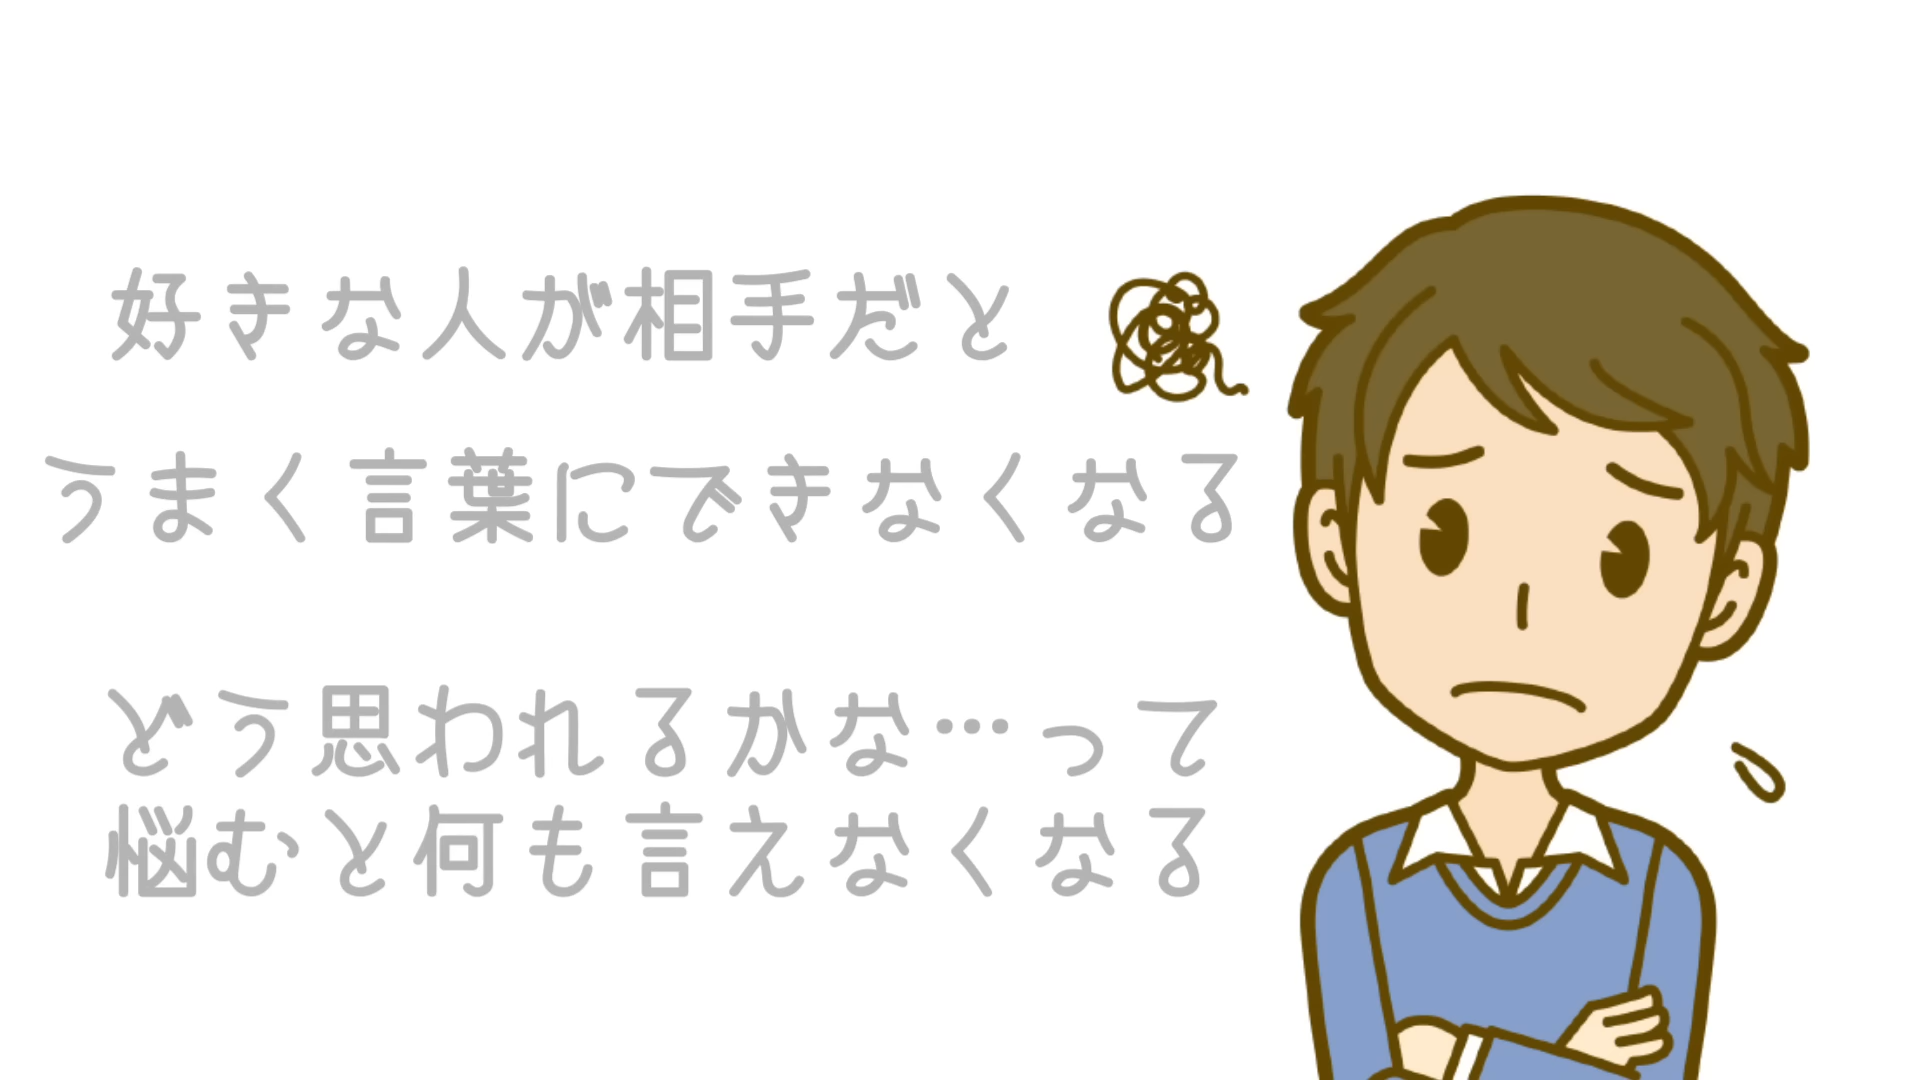 好きな人が相手だと
うまく言葉にできなくなる
どう思われるかな…って
悩むと何も言えなくなる